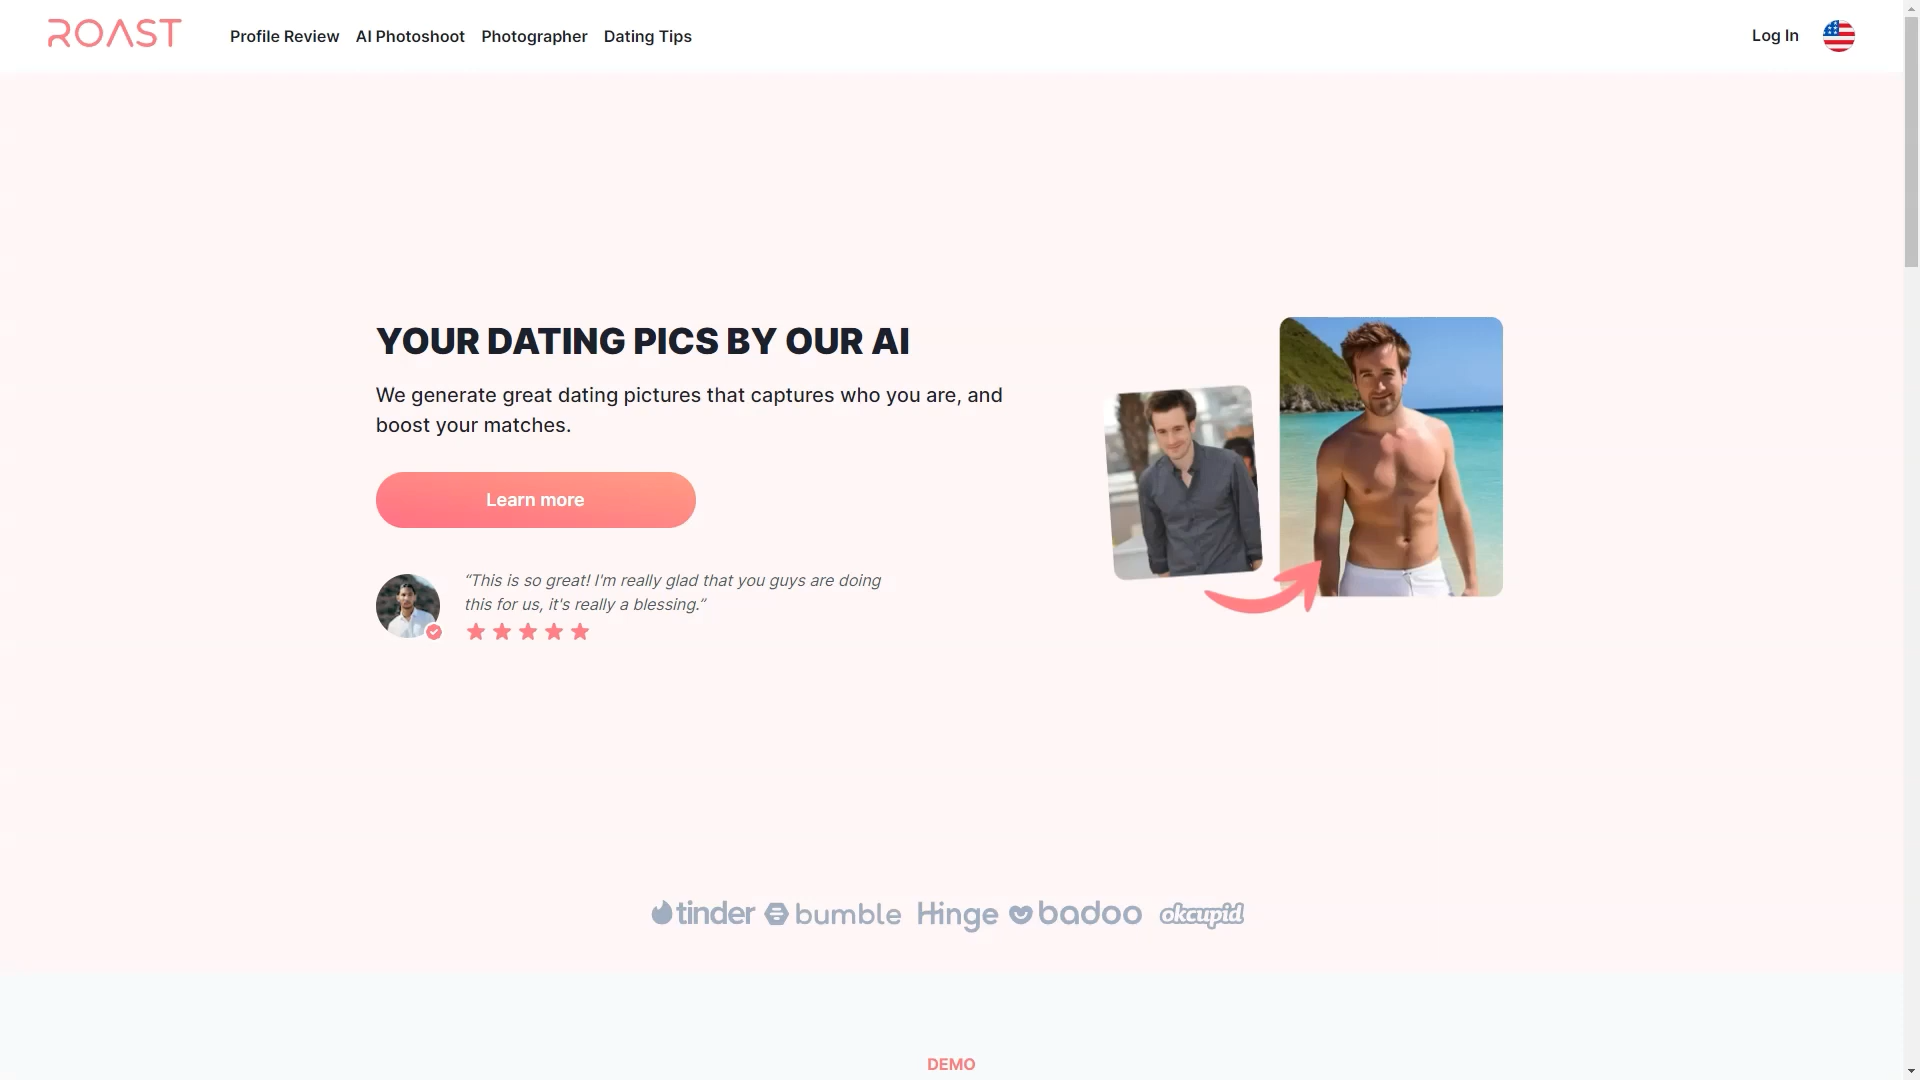 ROAST
Profile Review
AI Photoshoot
Photographer
Dating Tips
Log In
YOUR DATING PICS BY OUR AI
We generate great dating pictures that captures who you are, and
boost your matches.
Learn more
“This is so great! I'm really glad that you guys are doing
this for us, it's really a blessing.”
tinder
bumble
Hinge
badoo
okcupid
DEMO